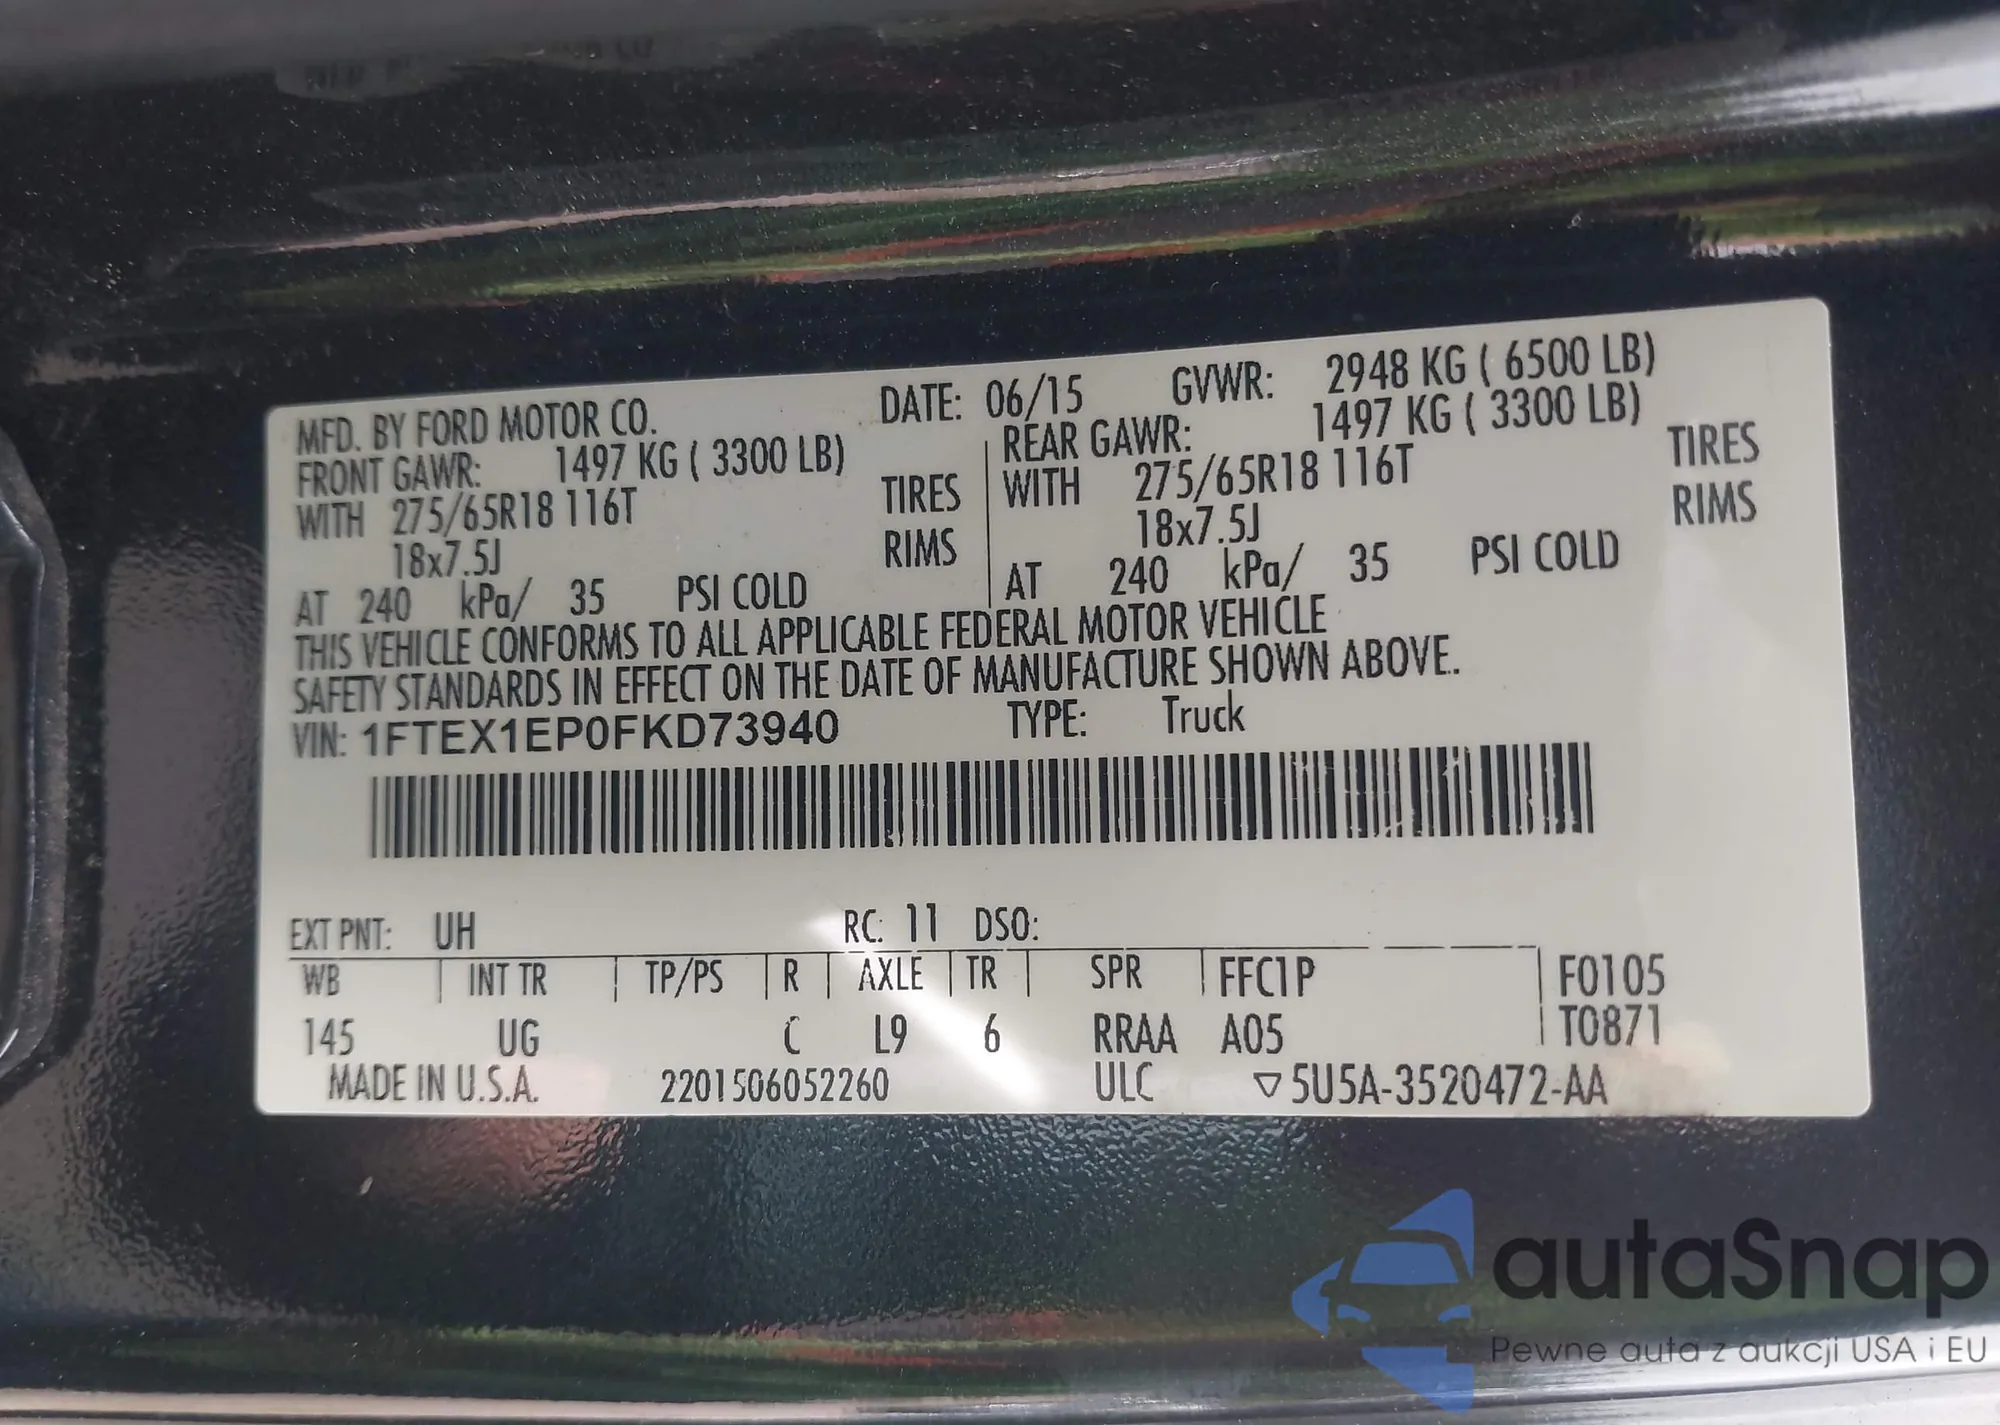 MFD. BY FORD MOTOR CO. DATE: 06/15 GVWR: 2948 KG ( 6500 LB)
FRONT GAWR: 1497 KG ( 3300 LB) REAR GAWR: 1497 KG ( 3300 LB)
WITH 275/65R18 116T TIRES WITH 275/65R18 116T TIRES
18x7.5J RIMS 18x7.5J RIMS
AT 240 kPa/ 35 PSI COLD AT 240 kPa/ 35 PSI COLD
THIS VEHICLE CONFORMS TO ALL APPLICABLE FEDERAL MOTOR VEHICLE
SAFETY STANDARDS IN EFFECT ON THE DATE OF MANUFACTURE SHOWN ABOVE.
VIN: 1FTEX1EP0FKD73940 TYPE: Truck
EXT PNT: UH RC: 11 DSO:
WB INT TR TP/PS R AXLE TR SPR FFC1P F0105
145 UG C L9 6 RRAA A05 T0871
MADE IN U.S.A. 2201506052260 ULC ▽5U5A-3520472-AA
autaSnap
Pewne auta z aukcji USA i EU